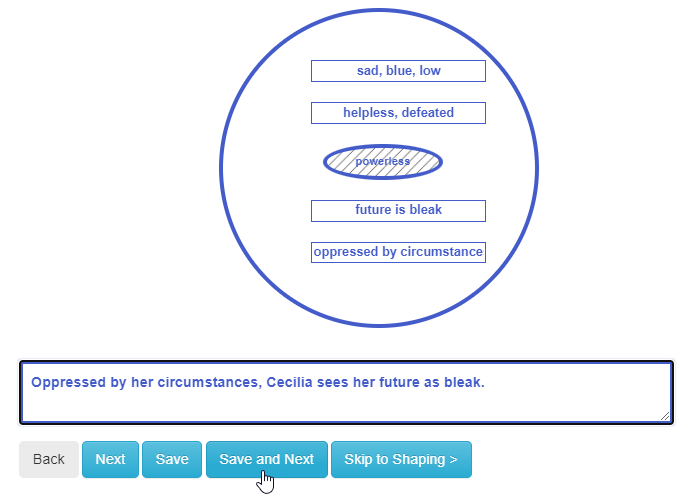 sad, blue, low
helpless, defeated
powerless
future is bleak
oppressed by circumstance
Oppressed by her circumstances, Cecilia sees her future as bleak.
Back Next Save Save and Next Skip to Shaping >